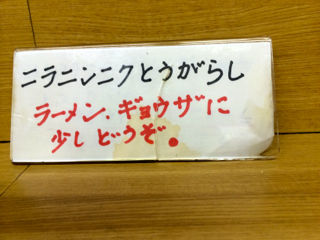 ニラニンニクとうがらし
ラーメン、ギョウザに
少しどうぞ。